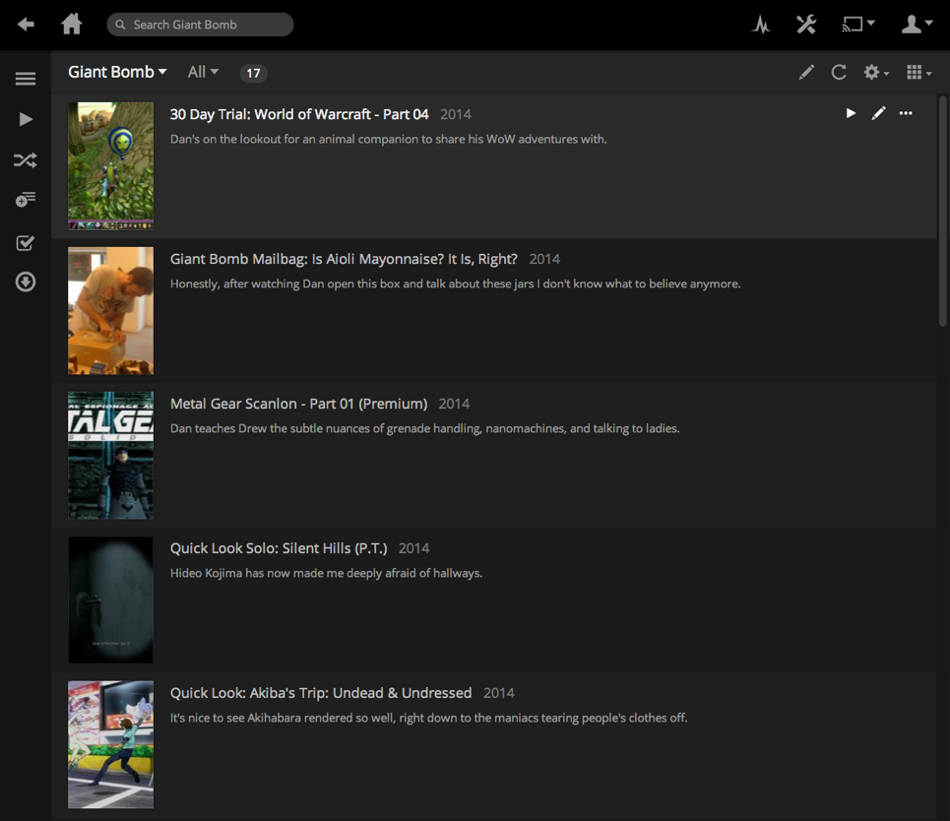 Search Giant Bomb
Giant Bomb All 17
30 Day Trial: World of Warcraft - Part 04 2014
Dan's on the lookout for an animal companion to share his WoW adventures with.
Giant Bomb Mailbag: Is Aioli Mayonnaise? It Is, Right? 2014
Honestly, after watching Dan open this box and talk about these jars I don't know what to believe anymore.
TALGE
SOLID
Metal Gear Scanlon - Part 01 (Premium) 2014
Dan teaches Drew the subtle nuances of grenade handling, nanomachines, and talking to ladies.
Quick Look Solo: Silent Hills (P.T.) 2014
Hideo Kojima has now made me deeply afraid of hallways.
Quick Look: Akiba's Trip: Undead & Undressed 2014
It's nice to see Akihabara rendered so well, right down to the maniacs tearing people's clothes off.